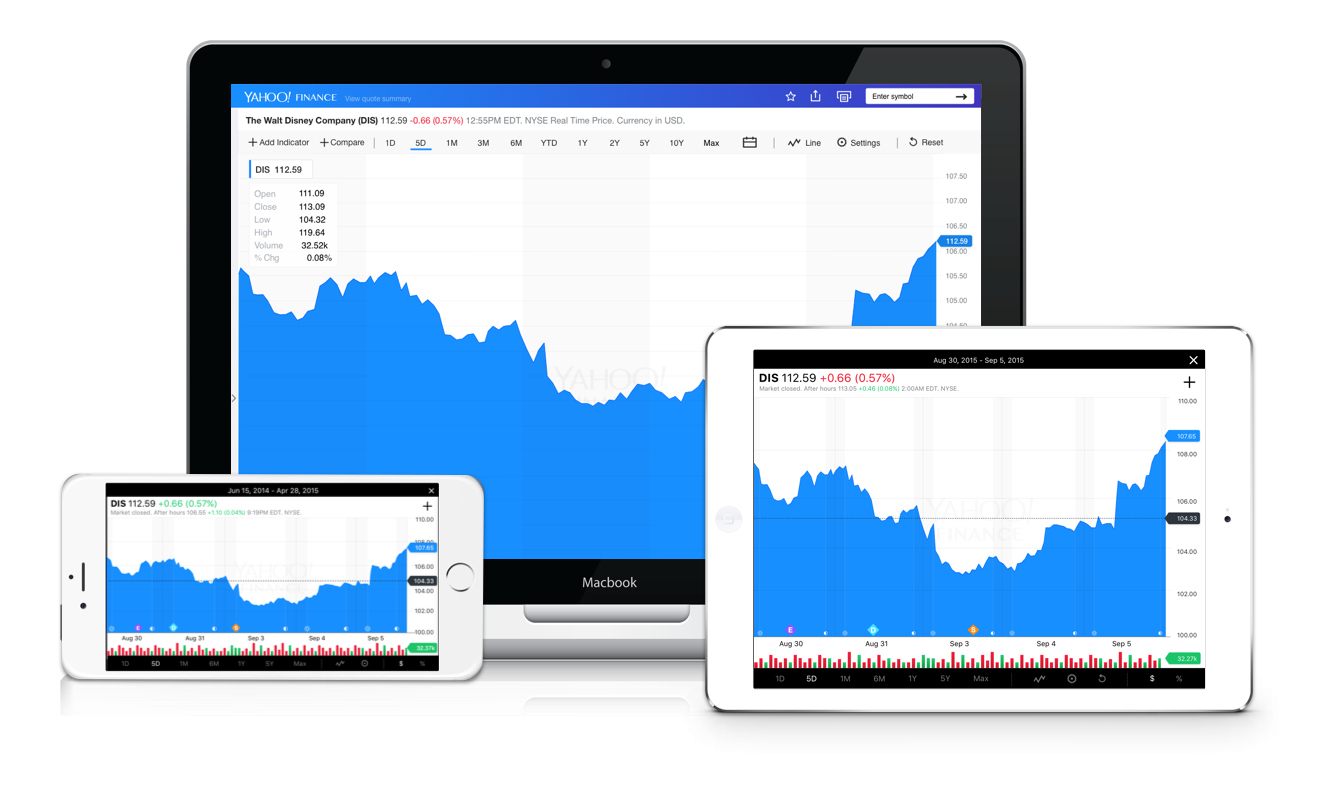 YAHOO! FINANCE View quote summary
Enter symbol
The Walt Disney Company (DIS) 112.59 -0.66 (0.57%) 12:55PM EDT. NYSE Real Time Price. Currency in USD.
Add Indicator Compare 1D 5D 1M 3M 6M YTD 1Y 2Y 5Y 10Y Max Line Settings Reset
DIS 112.59
Open 111.09
Close 113.09
Low 104.32
High 119.64
Volume 32.52k
% Chg 0.08%
107.50
107.00
106.50
112.59
106.00
105.50
105.00
104.50
YAHOO!
Macbook
Jun 15, 2014 - Apr 28, 2015
DIS 112.59 +0.66 (0.57%)
Market closed. After hours 106.55 +1.10 (0.04%) 9:19PM EDT. NYSE.
110.00
108.00
107.65
106.00
104.33
104.00
102.00
100.00
YAHOO!
FINANCE
E D S
Aug 30 Aug 31 Sep 3 Sep 4 Sep 5
32.27k
1D 5D 1M 6M 1Y 5Y Max $ %
Aug 30, 2015 - Sep 5, 2015
DIS 112.59 +0.66 (0.57%)
Market closed. After hours 113.05 +0.46 (0.08%) 2:00AM EDT. NYSE.
110.00
107.65
108.00
106.00
104.33
104.00
102.00
100.00
YAHOO!
FINANCE
E D S
Aug 30 Aug 31 Sep 3 Sep 4 Sep 5
32.27k
1D 5D 1M 6M 1Y 5Y Max $ %